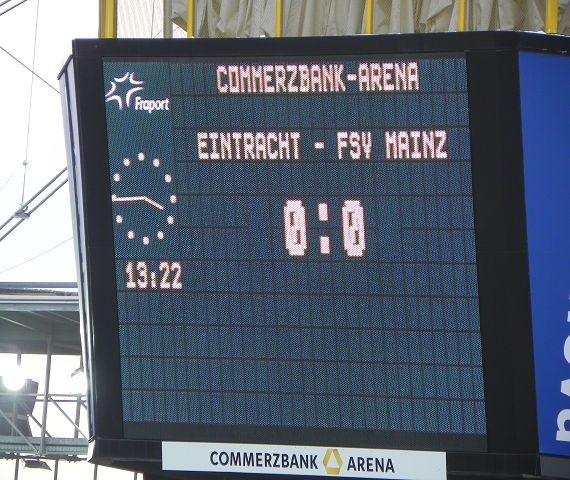 Fraport
COMMERZBANK-ARENA
EINTRACHT - FSV MAINZ
0:0
13:22
COMMERZBANK ARENA